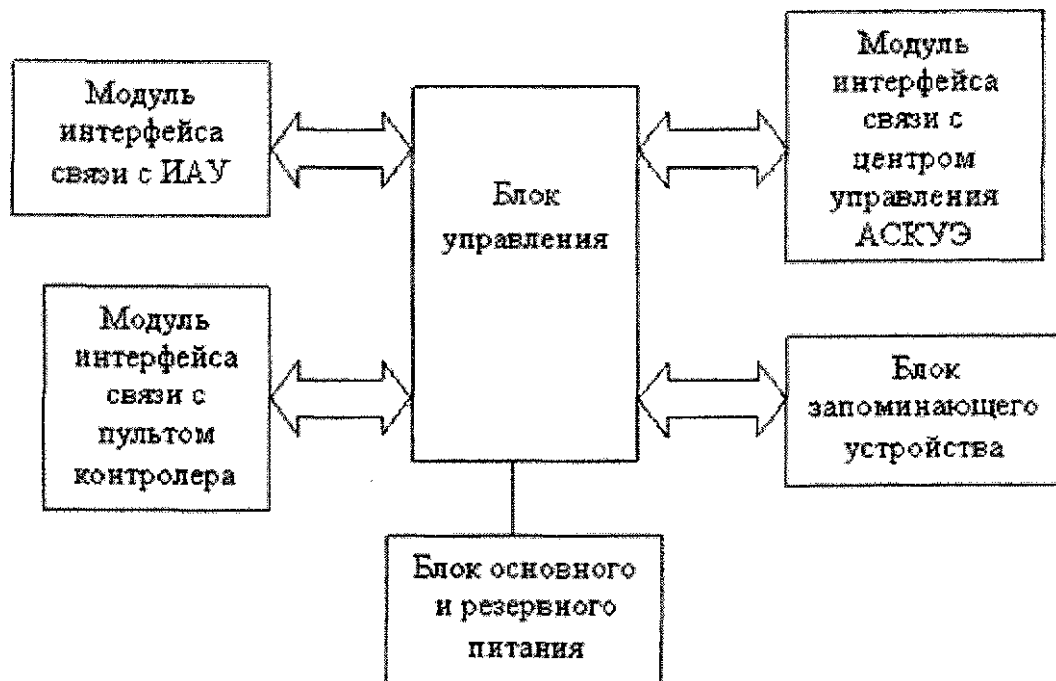 Модуль
интерфейса
связи с ИАУ
Блок
управления
Модуль
интерфейса
связи с
центром
управления
АСКУЭ
Модуль
интерфейса
связи с
пультом
контролера
Блок
запоминающего
устройства
Блок основного
и резервного
питания